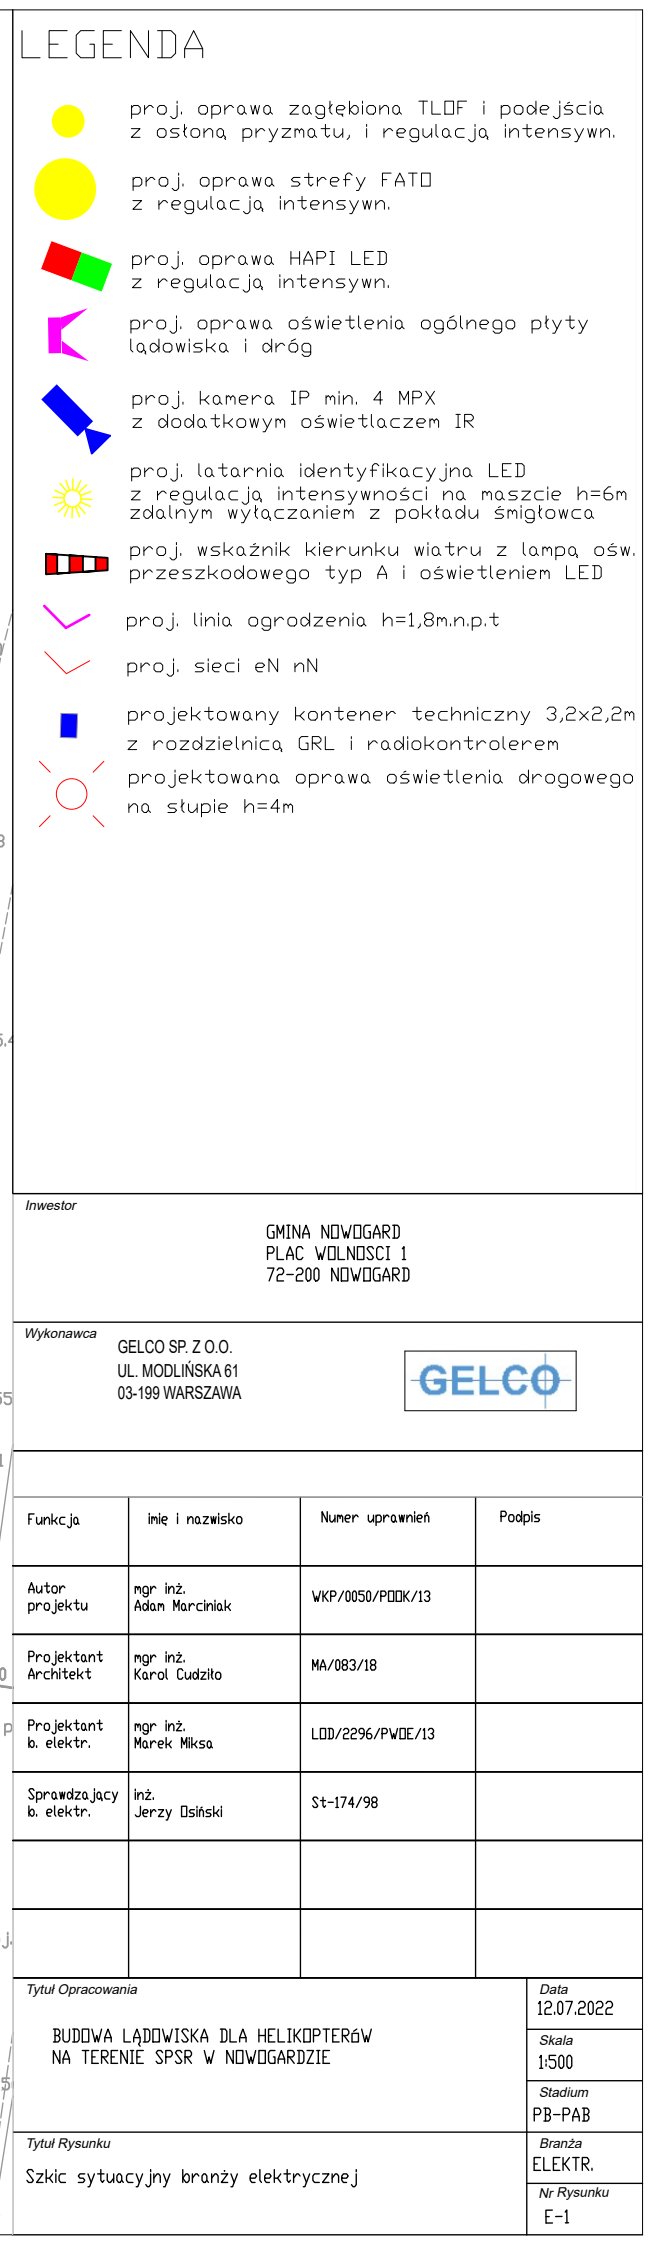 LEGENDA
proj. oprawa zagłębiona TLOF i podejścia
z osłoną pryzmatu, i regulacją intensywn.
proj. oprawa strefy FATO
z regulacją intensywn.
proj. oprawa HAPI LED
z regulacją intensywn.
proj. oprawa oświetlenia ogólnego płyty
lądowiska i dróg
proj. kamera IP min. 4 MPX
z dodatkowym oświetlaczem IR
proj. latarnia identyfikacyjna LED
z regulacją intensywności na maszcie h=6m
zdalnym wyłączaniem z pokładu śmigłowca
proj. wskaźnik kierunku wiatru z lampą ośw.
przeszkodowego typ A i oświetleniem LED
proj. linia ogrodzenia h=1,8m.n.p.t
proj. sieci eN nN
projektowany kontener techniczny 3,2x2,2m
z rozdzielnicą GRL i radiokontrolerem
projektowana oprawa oświetlenia drogowego
na słupie h=4m
Inwestor
GMINA NOWOGARD
PLAC WOLNOSCI 1
72-200 NOWOGARD
Wykonawca
GELCO SP. Z O.O.
UL. MODLIŃSKA 61
03-199 WARSZAWA
GELCO
Funkcja imię i nazwisko Numer uprawnień Podpis
Autor projektu mgr inż. Adam Marciniak WKP/0050/POOK/13
Projektant Architekt mgr inż. Karol Cudziło MA/083/18
Projektant b. elektr. mgr inż. Marek Miksa LOD/2296/PWOE/13
Sprawdzający b. elektr. inż. Jerzy Osiński St-174/98
Tytuł Opracowania
BUDOWA LĄDOWISKA DLA HELIKOPTERóW
NA TERENIE SPSR W NOWOGARDZIE
Data
12.07.2022
Skala
1:500
Stadium
PB-PAB
Tytuł Rysunku
Szkic sytuacyjny branży elektrycznej
Branża
ELEKTR.
Nr Rysunku
E-1